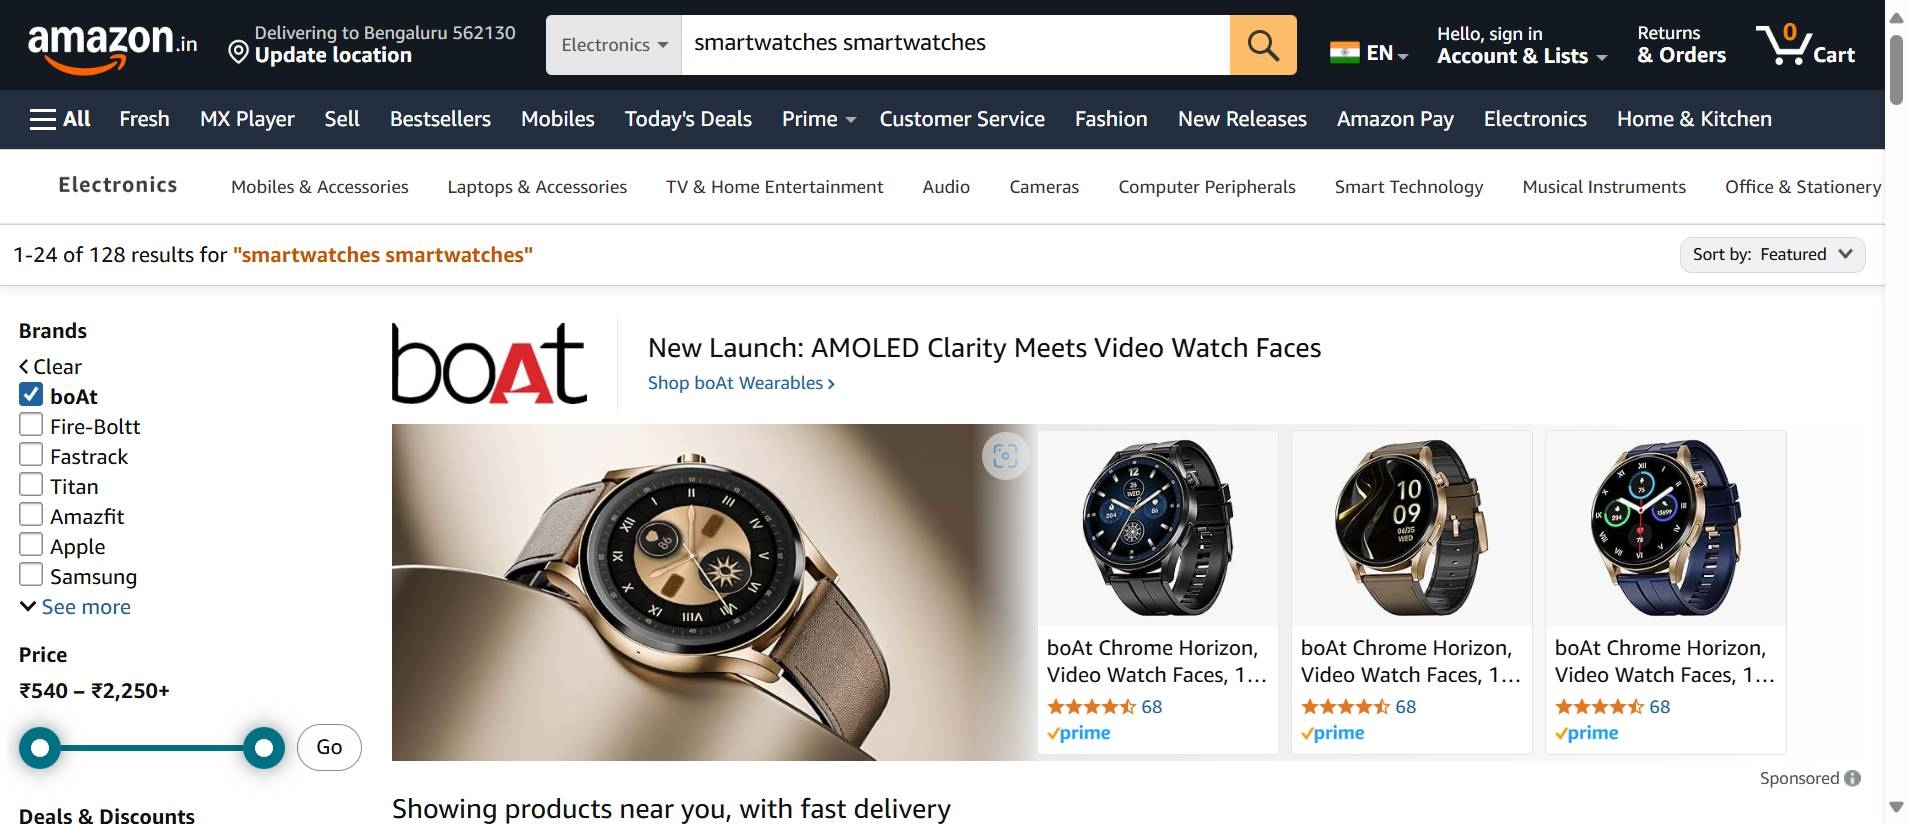 amazon.in
Delivering to Bengaluru 562130
Update location
Electronics
smartwatches smartwatches
EN
Hello, sign in
Account & Lists
Returns
& Orders
0
Cart
All
Fresh
MX Player
Sell
Bestsellers
Mobiles
Today's Deals
Prime
Customer Service
Fashion
New Releases
Amazon Pay
Electronics
Home & Kitchen
Electronics
Mobiles & Accessories
Laptops & Accessories
TV & Home Entertainment
Audio
Cameras
Computer Peripherals
Smart Technology
Musical Instruments
Office & Stationery
1-24 of 128 results for "smartwatches smartwatches"
Sort by: Featured
Brands
Clear
boAt
Fire-Boltt
Fastrack
Titan
Amazfit
Apple
Samsung
See more
Price
₹540 – ₹2,250+
Go
Deals & Discounts
boAt
New Launch: AMOLED Clarity Meets Video Watch Faces
Shop boAt Wearables
boAt Chrome Horizon,
Video Watch Faces, 1...
68
prime
10
09
06/25
WED
boAt Chrome Horizon,
Video Watch Faces, 1...
68
prime
boAt Chrome Horizon,
Video Watch Faces, 1...
68
prime
Sponsored
Showing products near you, with fast delivery